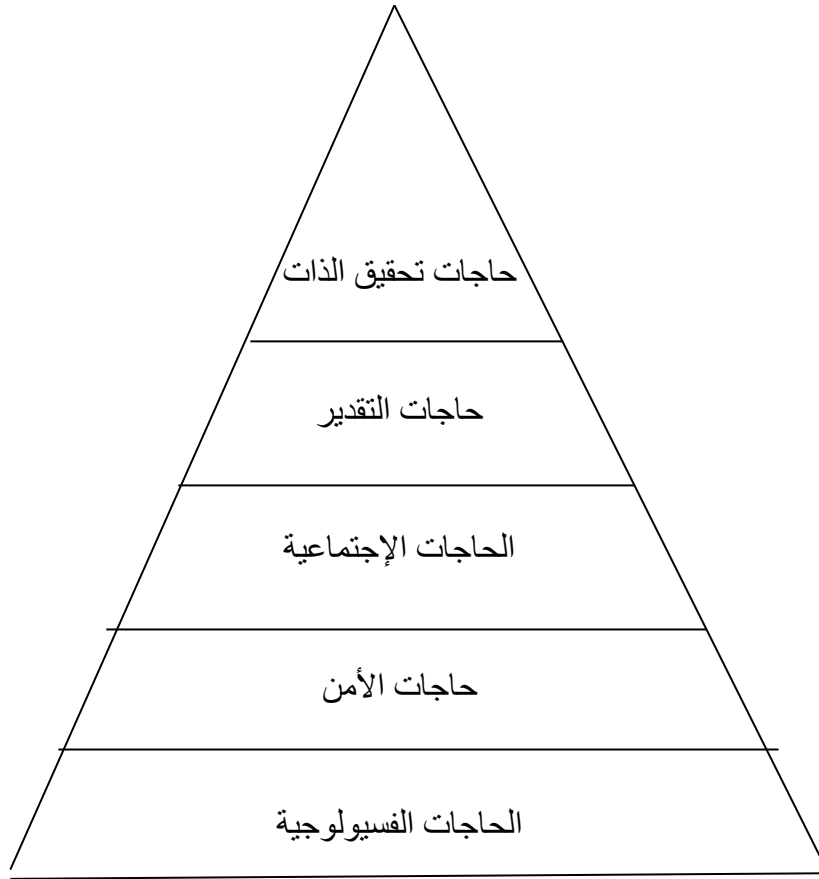 حاجات تحقيق الذات
حاجات التقدير
الحاجات الإجتماعية
حاجات الأمن
الحاجات الفسيولوجية